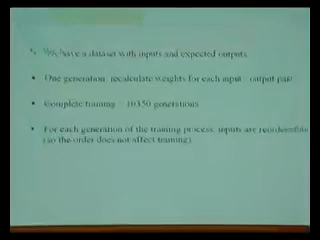 We have a dataset with inputs and expected outputs
• One generation: recalculate weights for each input - output pair
• Complete training = 10350 generations
• For each generation of the training process, inputs are
(so the order does not affect training)